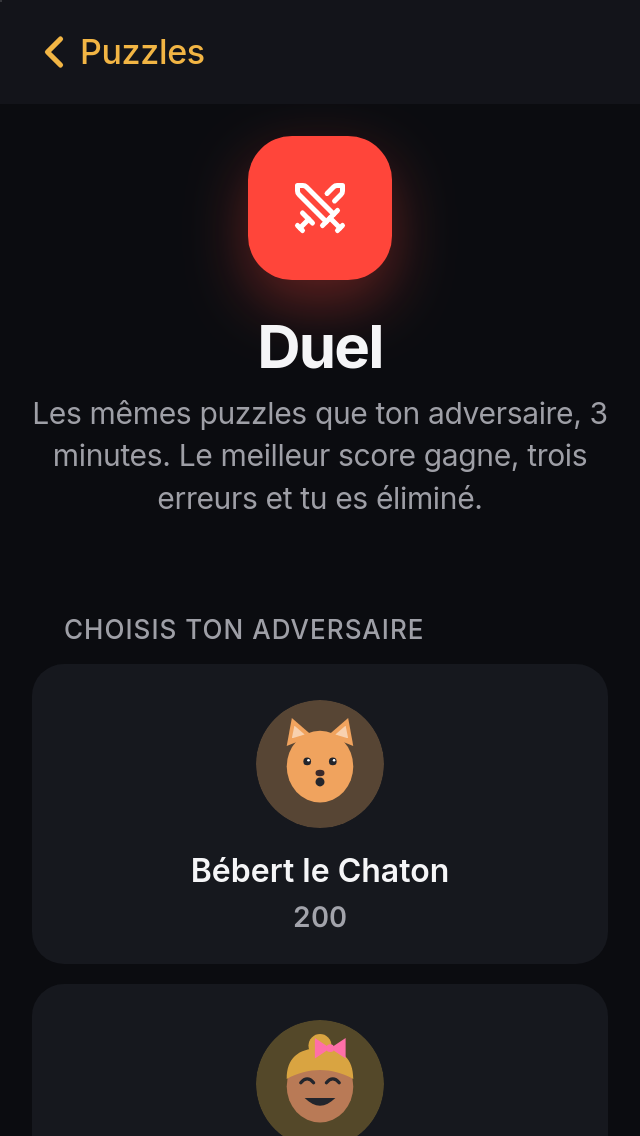 Puzzles
Duel
Les mêmes puzzles que ton adversaire, 3
minutes. Le meilleur score gagne, trois
erreurs et tu es éliminé.
CHOISIS TON ADVERSAIRE
Bébert le Chaton
200